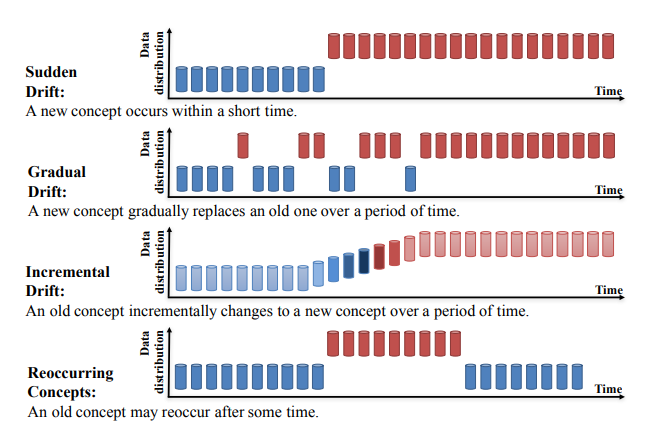 Data
distribution
Sudden
Drift:
Time
A new concept occurs within a short time.
Data
distribution
Gradual
Drift:
Time
A new concept gradually replaces an old one over a period of time.
Data
distribution
Incremental
Drift:
Time
An old concept incrementally changes to a new concept over a period of time.
Data
distribution
Reoccurring
Concepts:
Time
An old concept may reoccur after some time.